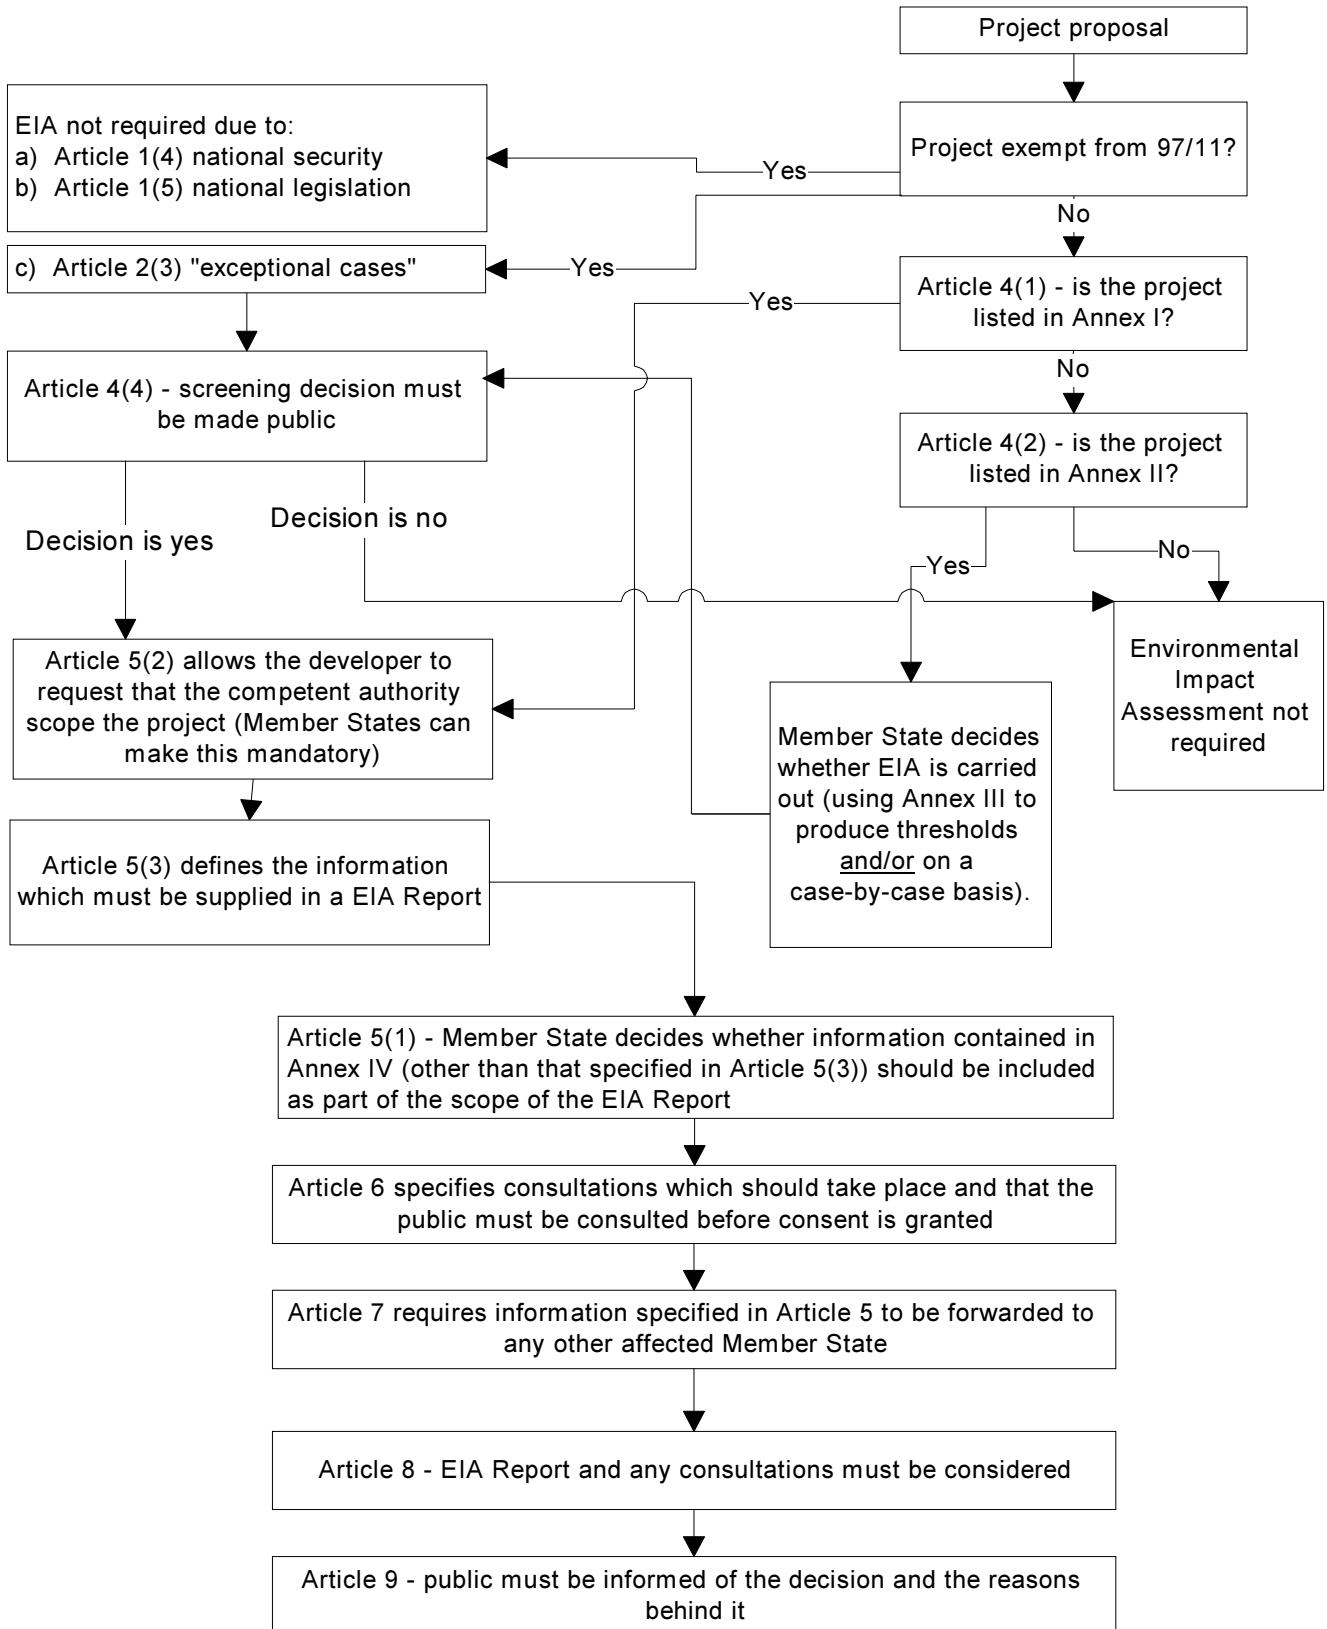 Project proposal
EIA not required due to:
a) Article 1(4) national security
b) Article 1(5) national legislation
Project exempt from 97/11?
Yes
No
c) Article 2(3) "exceptional cases"
Yes
Article 4(1) - is the project
listed in Annex I?
Yes
No
Article 4(4) - screening decision must
be made public
Article 4(2) - is the project
listed in Annex II?
Decision is no
Decision is yes
Yes
No
Environmental
Impact
Assessment not
required
Article 5(2) allows the developer to
request that the competent authority
scope the project (Member States can
make this mandatory)
Member State decides
whether EIA is carried
out (using Annex III to
produce thresholds
and/or on a
case-by-case basis).
Article 5(3) defines the information
which must be supplied in a EIA Report
Article 5(1) - Member State decides whether information contained in
Annex IV (other than that specified in Article 5(3)) should be included
as part of the scope of the EIA Report
Article 6 specifies consultations which should take place and that the
public must be consulted before consent is granted
Article 7 requires information specified in Article 5 to be forwarded to
any other affected Member State
Article 8 - EIA Report and any consultations must be considered
Article 9 - public must be informed of the decision and the reasons
behind it